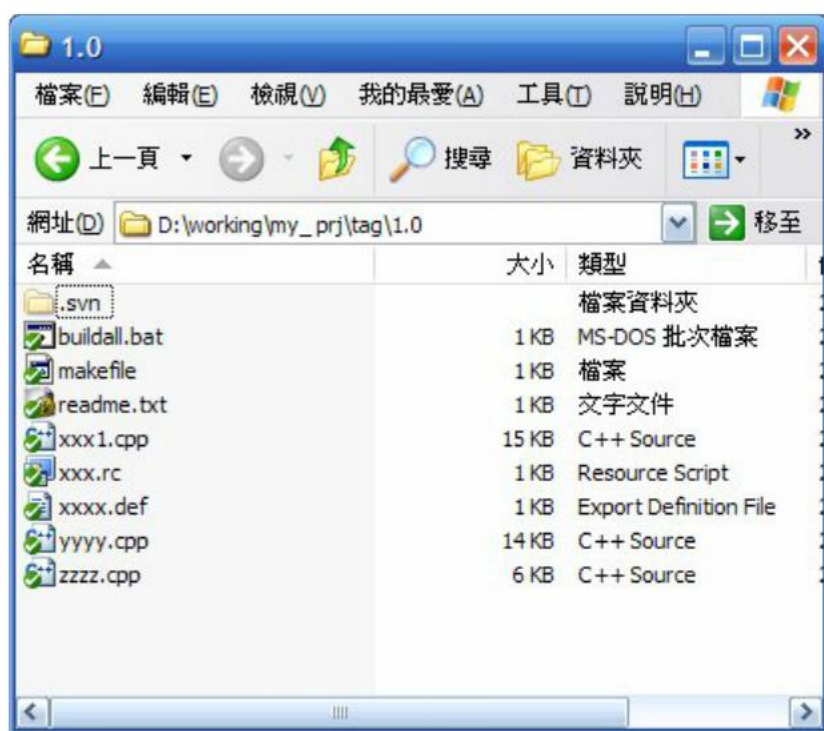 1.0
檔案(F) 編輯(E) 檢視(V) 我的最愛(A) 工具(T) 說明(H)
上一頁 搜尋 資料夾 »
網址(D) D:\working\my_prj\tag\1.0 移至
名稱 大小 類型
.svn 檔案資料夾
buildall.bat 1 KB MS-DOS 批次檔案
makefile 1 KB 檔案
readme.txt 1 KB 文字文件
xxx1.cpp 15 KB C++ Source
xxx.rc 1 KB Resource Script
xxxx.def 1 KB Export Definition File
yyyy.cpp 14 KB C++ Source
zzzz.cpp 6 KB C++ Source